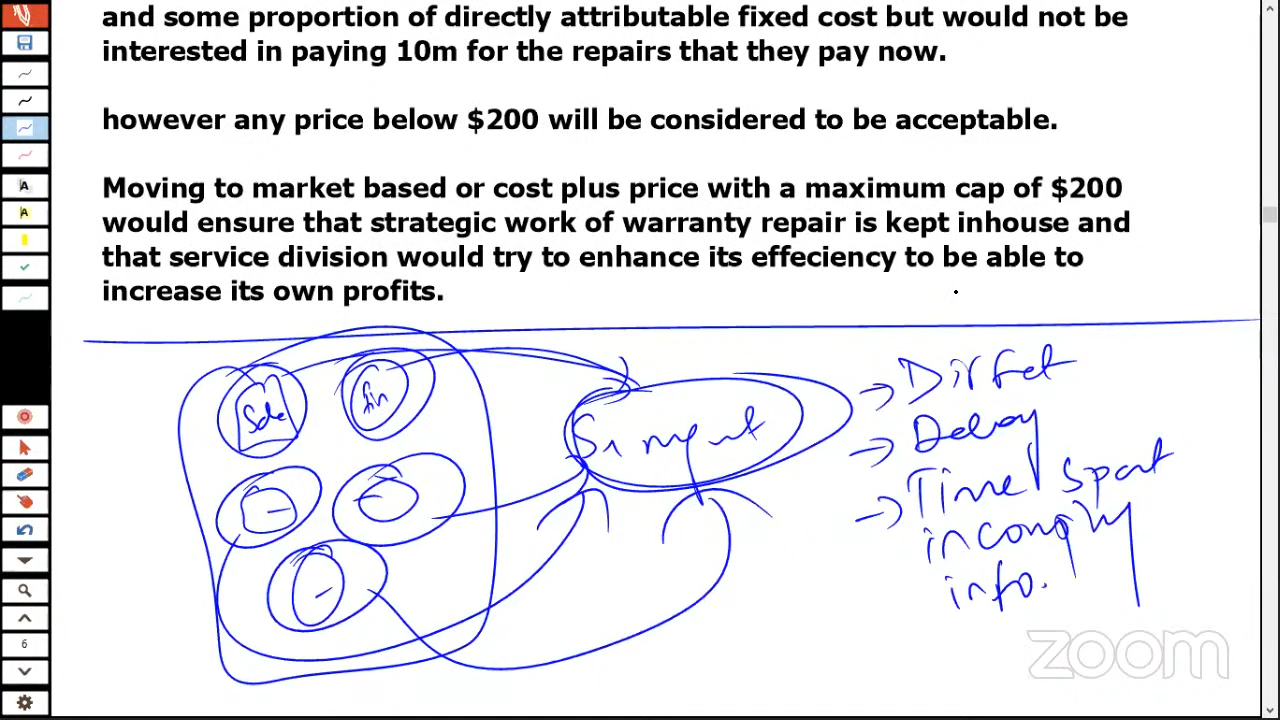 and some proportion of directly attributable fixed cost but would not be
interested in paying 10m for the repairs that they pay now.
however any price below $200 will be considered to be acceptable.
Moving to market based or cost plus price with a maximum cap of $200
would ensure that strategic work of warranty repair is kept inhouse and
that service division would try to enhance its effeciency to be able to
increase its own profits.
fin
→ Delay
→ Time spent
in
info.
6
zoom